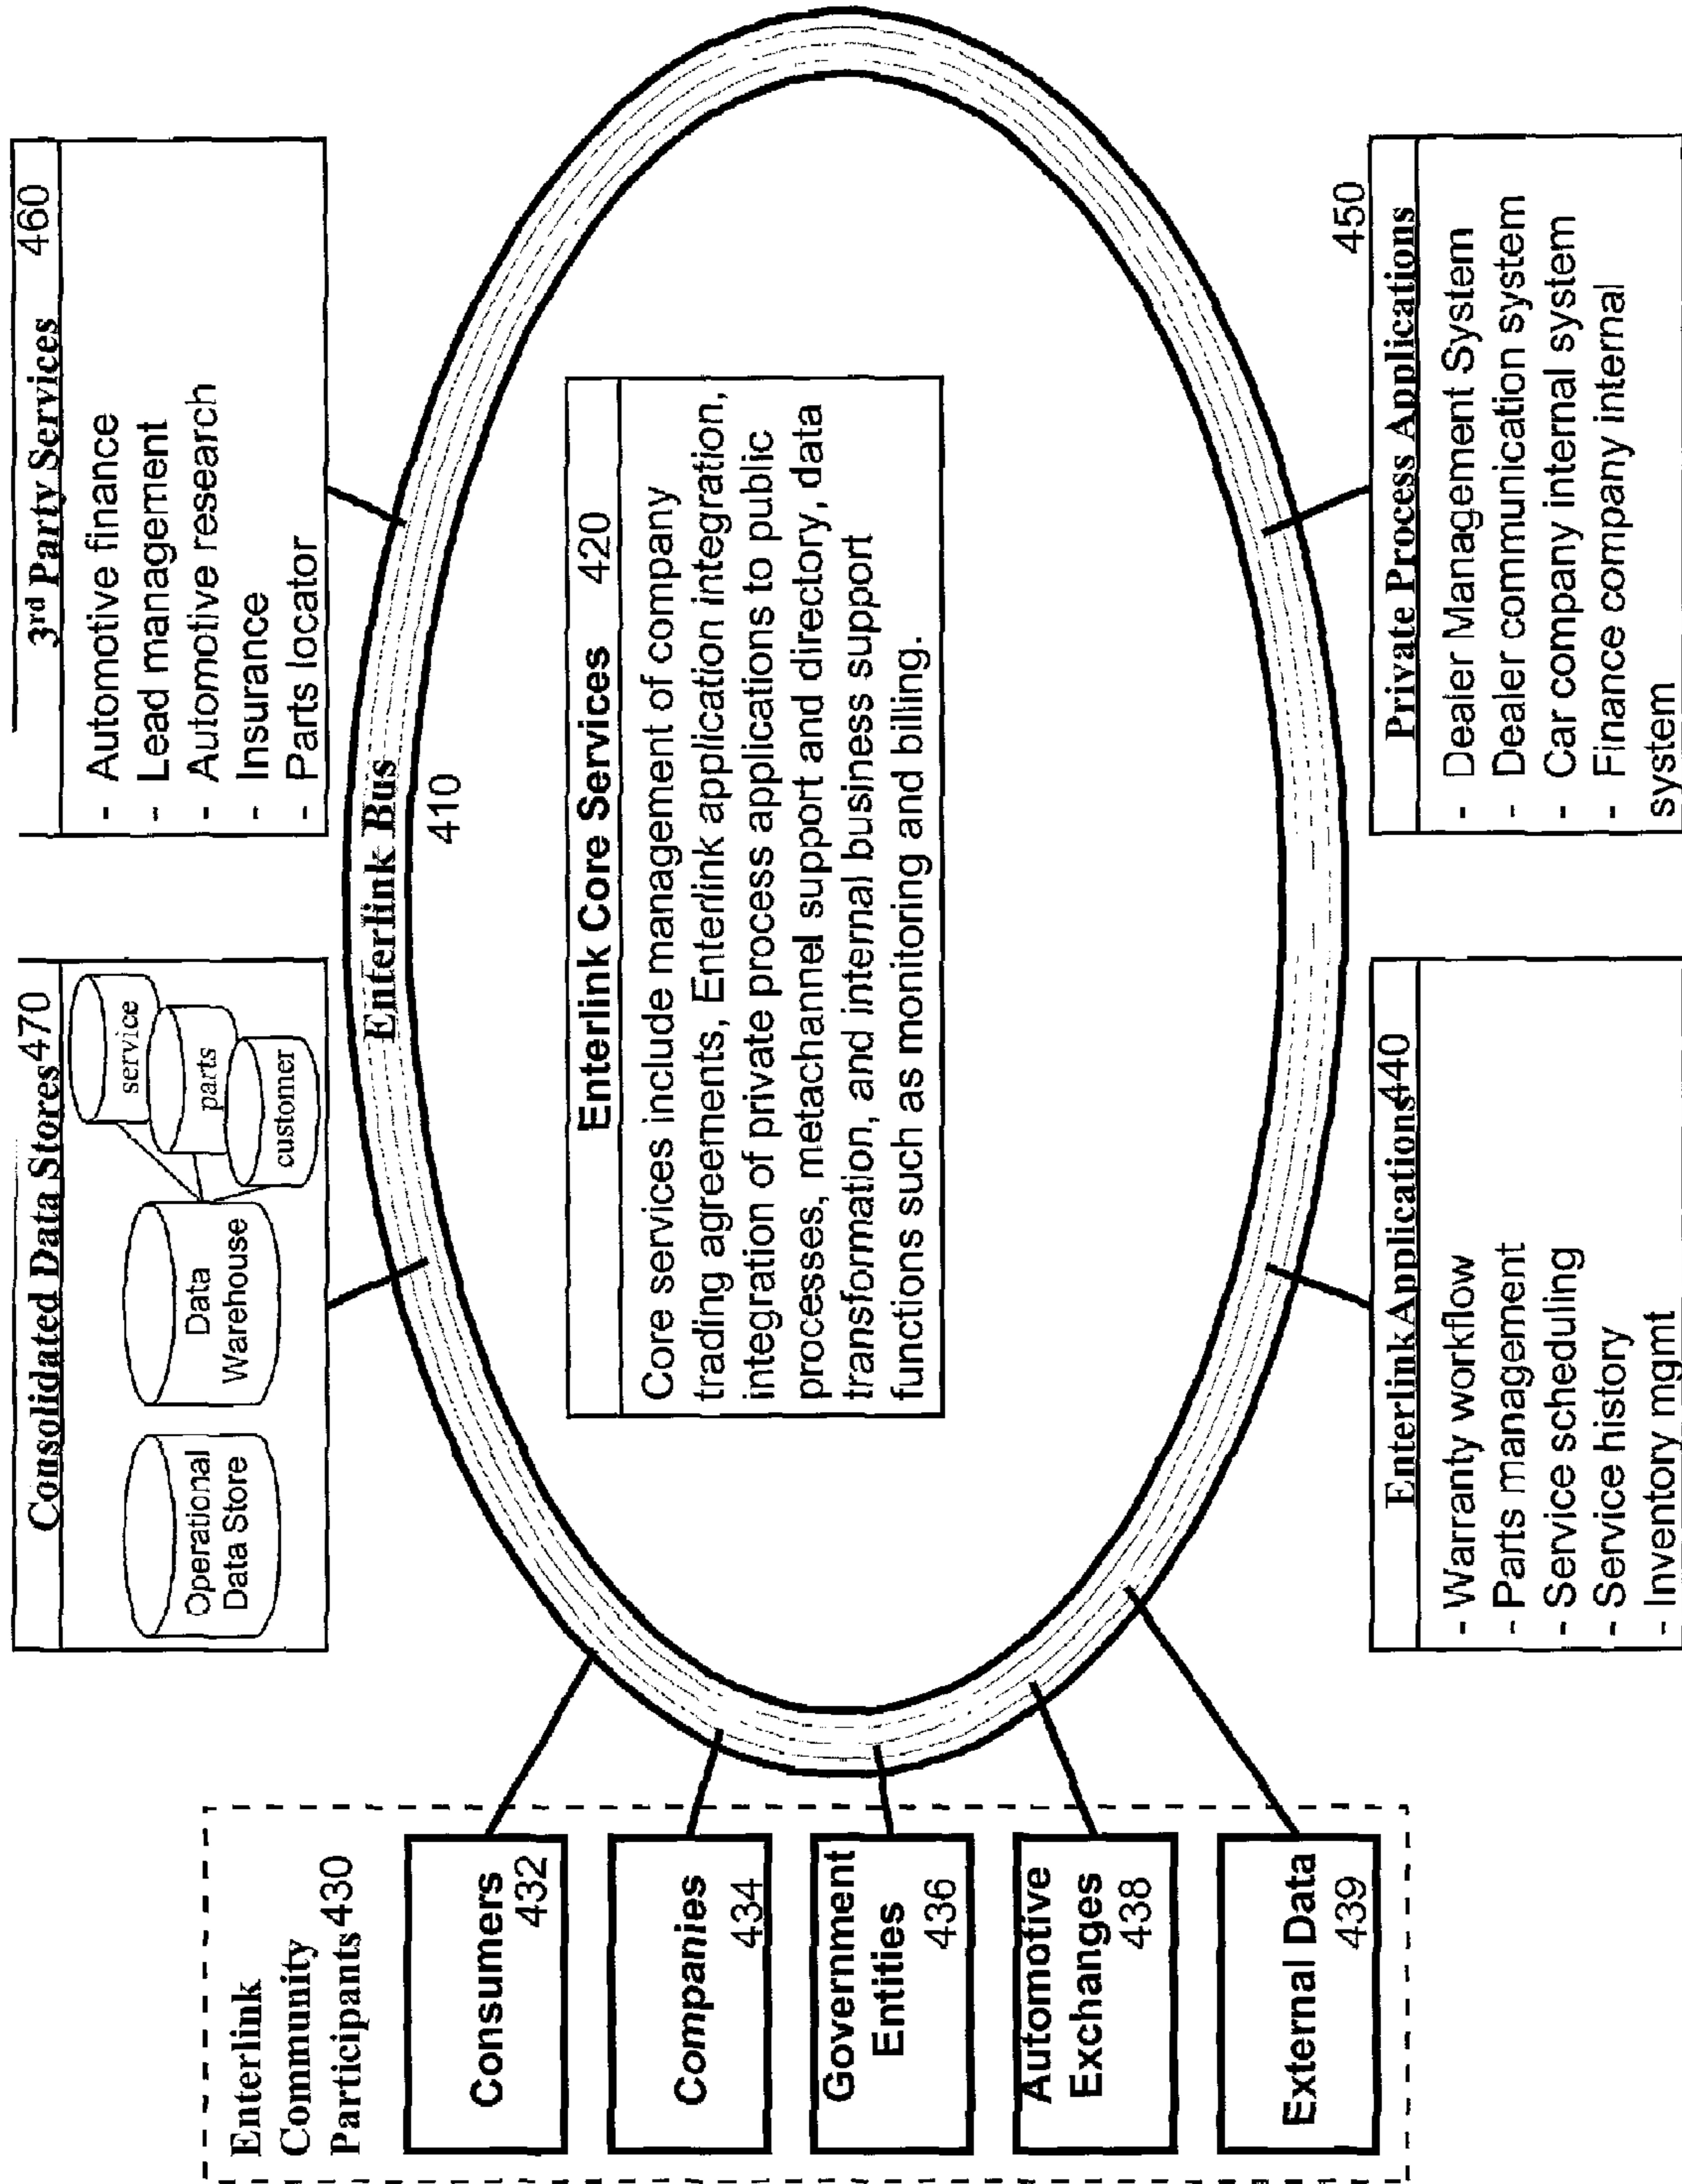 Enterlink
Community
Participants 430
Consumers
432
Companies
434
Government
Entities
436
Automotive
Exchanges
438
External Data
439
Consolidated Data Stores 470
Operational
Data Store
Data
Warehouse
service
parts
customer
3rd Party Services 460
- Automotive finance
- Lead management
- Automotive research
- Insurance
- Parts locator
Enterlink Bus
410
Enterlink Core Services 420
Core services include management of company
trading agreements, Enterlink application integration,
integration of private process applications to public
processes, metachannel support and directory, data
transformation, and internal business support
functions such as monitoring and billing.
Enterlink Applications 440
- Warranty workflow
- Parts management
- Service scheduling
- Service history
- Inventory mgmt
450
Private Process Applications
- Dealer Management System
- Dealer communication system
- Car company internal system
- Finance company internal
system